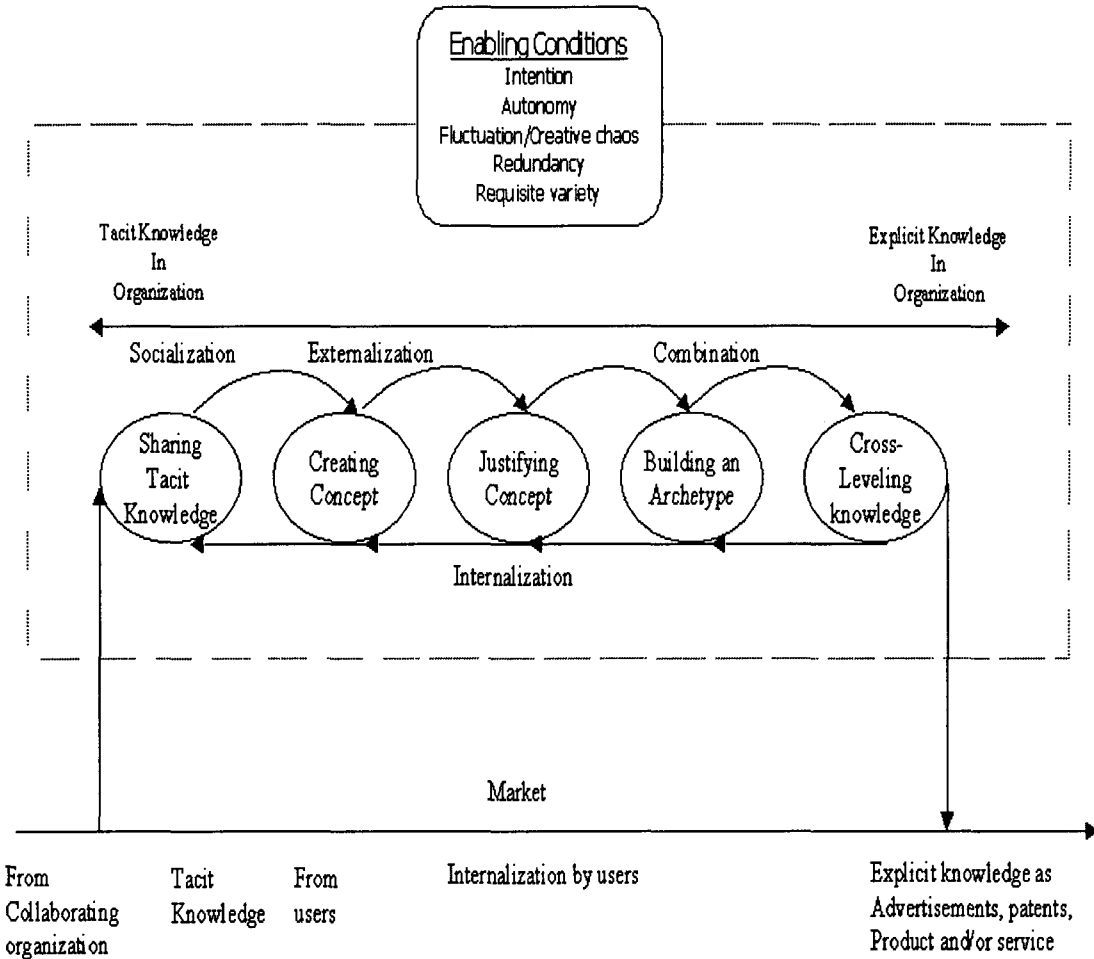 Enabling Conditions
Intention
Autonomy
Fluctuation/Creative chaos
Redundancy
Requisite variety
Tacit Knowledge
In
Organization
Explicit Knowledge
In
Organization
Socialization
Externalization
Combination
Sharing
Tacit
Knowledge
Creating
Concept
Justifying
Concept
Building an
Archetype
Cross-
Leveling
knowledge
Internalization
Market
From
Collaborating
organization
Tacit
Knowledge
From
users
Internalization by users
Explicit knowledge as
Advertisements, patents,
Product and/or service